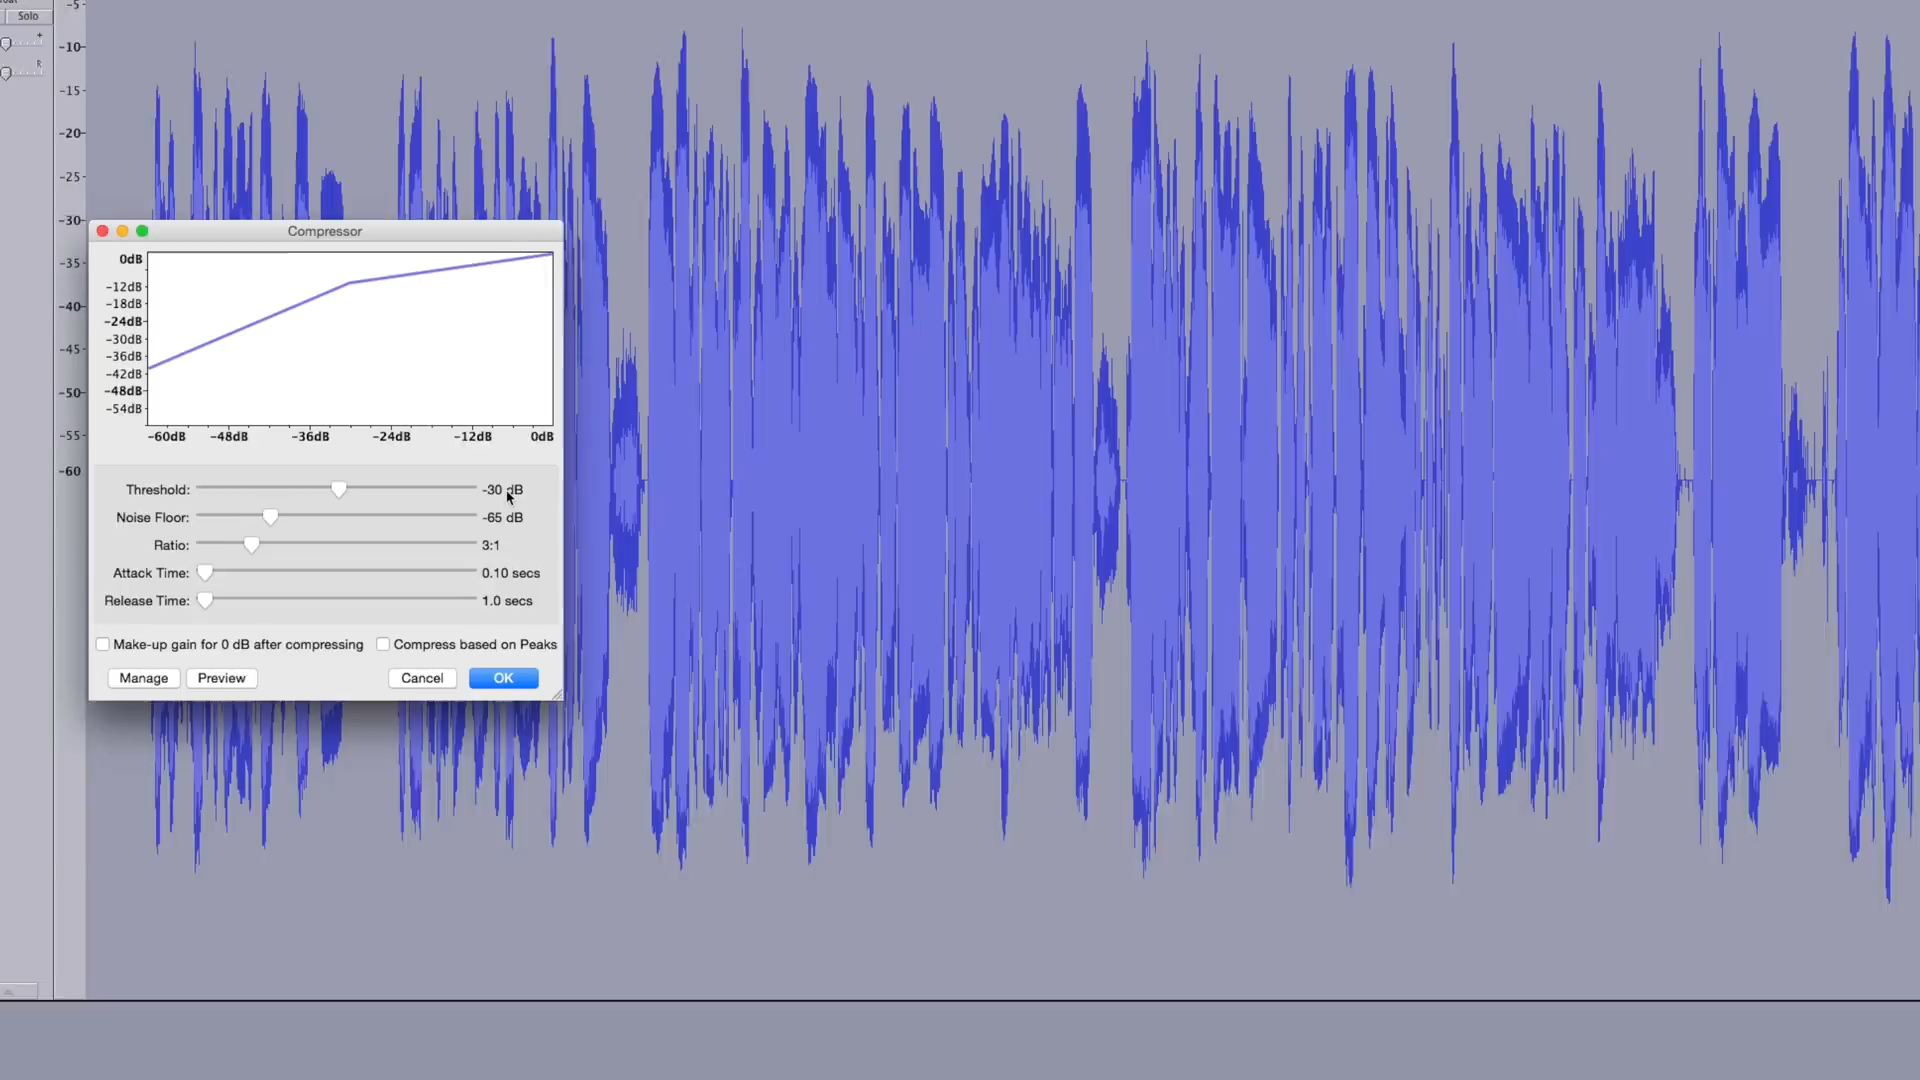 Solo
+
R
-5
-10
-15
-20
-25
-30
-35
-40
-45
-50
-55
-60
Compressor
0dB
-12dB
-18dB
-24dB
-30dB
-36dB
-42dB
-48dB
-54dB
-60dB -48dB -36dB -24dB -12dB 0dB
Threshold: -30 dB
Noise Floor: -65 dB
Ratio: 3:1
Attack Time: 0.10 secs
Release Time: 1.0 secs
Make-up gain for 0 dB after compressing Compress based on Peaks
Manage Preview Cancel OK